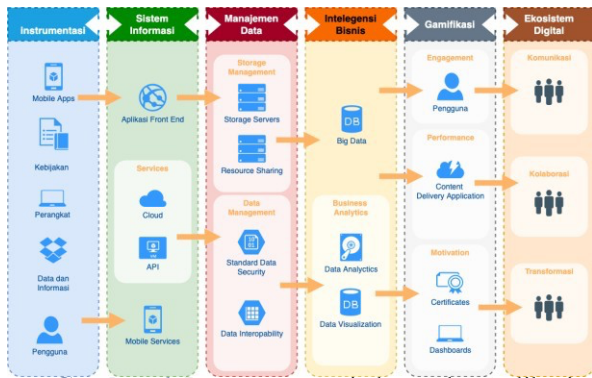 Instrumentasi
Sistem
Informasi
Manajemen
Data
Intelegensi
Bisnis
Gamifikasi
Ekosistem
Digital
Mobile Apps
Kebijakan
Perangkat
Data dan
Informasi
Pengguna
Aplikasi Front End
Services
Cloud
API
Mobile Services
Storage
Management
Storage Servers
Resource Sharing
Data
Management
Standard Data
Security
Data Interopability
DB
Big Data
Business
Analytics
Data Analyctics
DB
Data Visualization
Engagement
Pengguna
Performance
Content
Delivery Application
Motivation
Certificates
Dashboards
Komunikasi
Kolaborasi
Transformasi